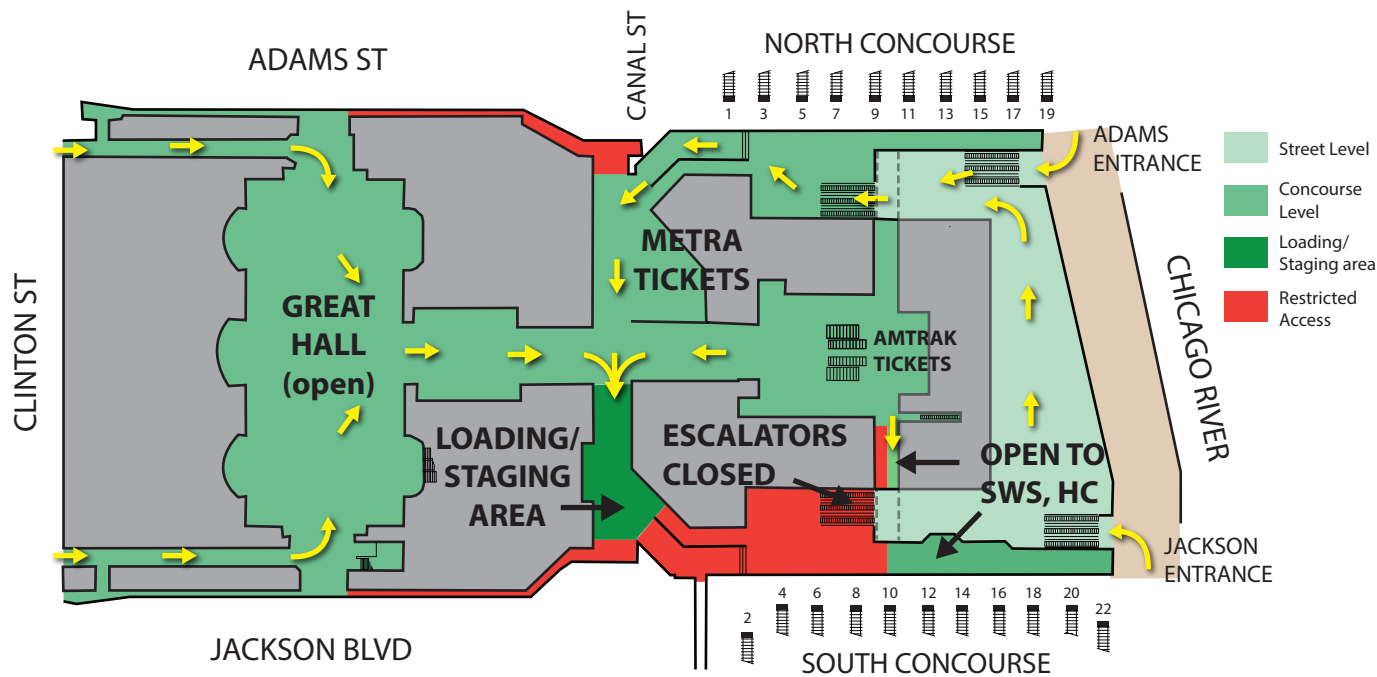 ADAMS ST
CANAL ST
NORTH CONCOURSE
1 3 5 7 9 11 13 15 17 19
ADAMS
ENTRANCE
Street Level
Concourse
Level
Loading/
Staging area
Restricted
Access
CLINTON ST
GREAT
HALL
(open)
METRA
TICKETS
AMTRAK
TICKETS
CHICAGO RIVER
LOADING/
STAGING
AREA
ESCALATORS
CLOSED
OPEN TO
SWS, HC
JACKSON
ENTRANCE
2 4 6 8 10 12 14 16 18 20 22
JACKSON BLVD
SOUTH CONCOURSE